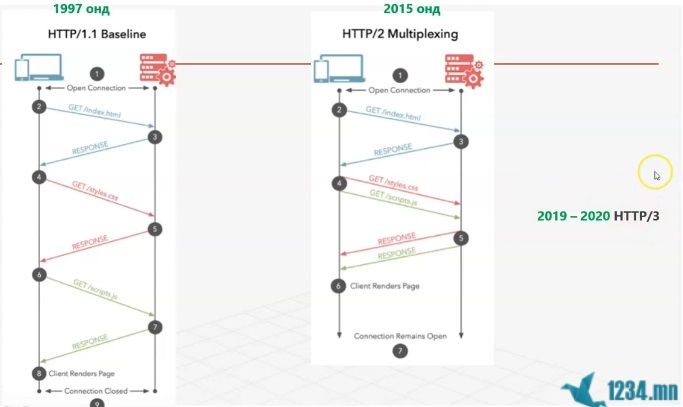 1997 онд
HTTP/1.1 Baseline
1
Open Connection
2
GET /index.html
3
RESPONSE
4
GET /styles.css
5
RESPONSE
6
GET /scripts.js
7
RESPONSE
8
Client Renders Page
Connection Closed
9
2015 онд
HTTP/2 Multiplexing
1
Open Connection
2
GET /index.html
3
RESPONSE
4
GET /styles.css
GET /scripts.js
5
RESPONSE
RESPONSE
6
Client Renders Page
Connection Remains Open
7
2019 – 2020 HTTP/3
1234.mn